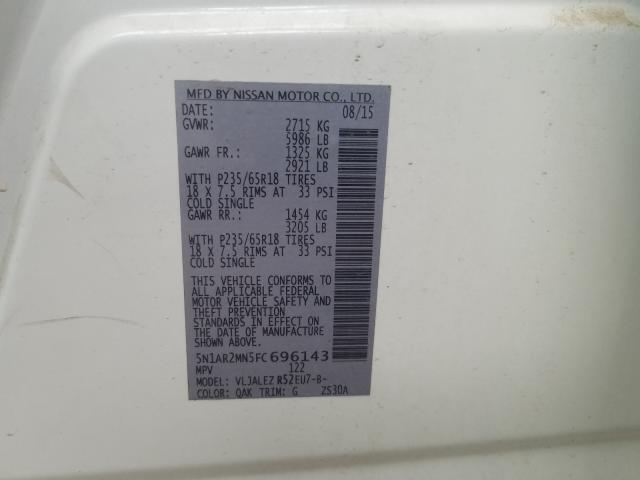 MFD BY NISSAN MOTOR CO., LTD.
DATE: 08/15
GVWR: 2715 KG
5986 LB
GAWR FR.: 1325 KG
2921 LB
WITH P235/65R18 TIRES
18 X 7.5 RIMS AT 33 PSI
COLD SINGLE
GAWR RR.: 1454 KG
3205 LB
WITH P235/65R18 TIRES
18 X 7.5 RIMS AT 33 PSI
COLD SINGLE
THIS VEHICLE CONFORMS TO
ALL APPLICABLE FEDERAL
MOTOR VEHICLE SAFETY AND
THEFT PREVENTION
STANDARDS IN EFFECT ON
THE DATE OF MANUFACTURE
SHOWN ABOVE.
5N1AR2MN5FC696143
MPV 122
MODEL: VLJALEZ R52EU7-B-
COLOR: QAK TRIM: G ZS30A